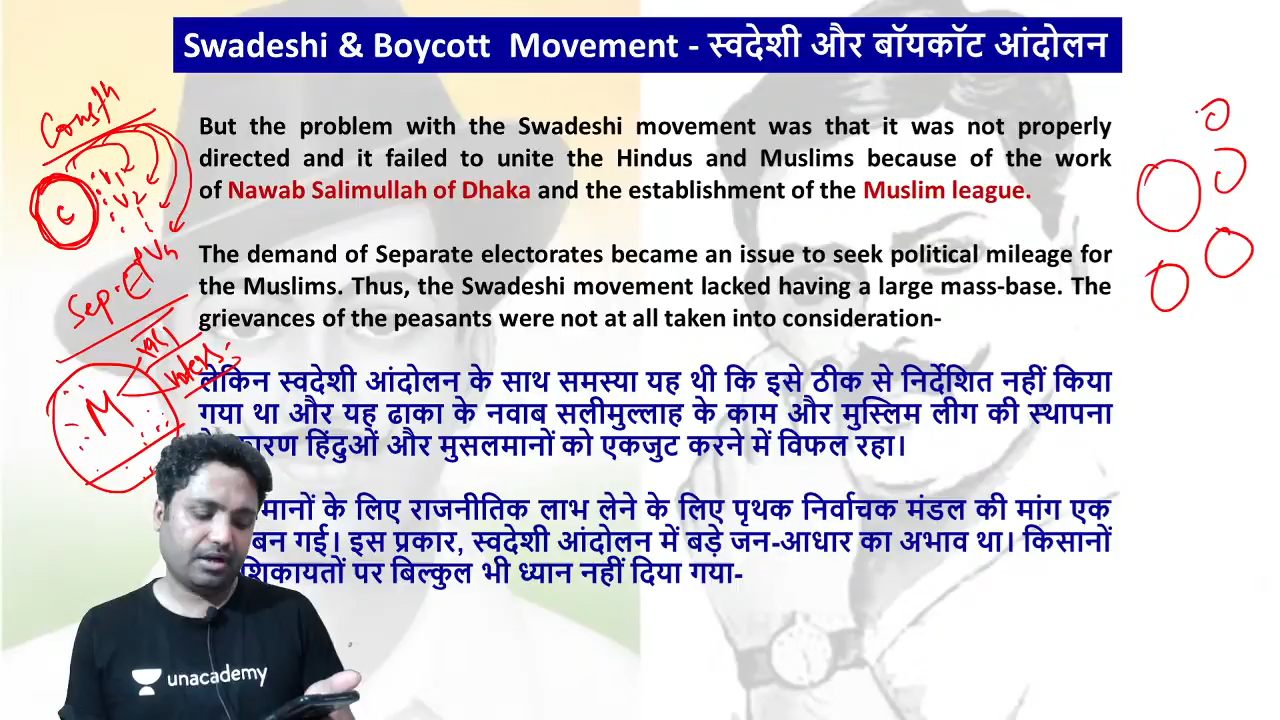 Swadeshi & Boycott Movement - स्वदेशी और बॉयकॉट आंदोलन
But the problem with the Swadeshi movement was that it was not properly
directed and it failed to unite the Hindus and Muslims because of the work
of Nawab Salimullah of Dhaka and the establishment of the Muslim league.
The demand of Separate electorates became an issue to seek political mileage for
the Muslims. Thus, the Swadeshi movement lacked having a large mass-base. The
grievances of the peasants were not at all taken into consideration-
लेकिन स्वदेशी आंदोलन के साथ समस्या यह थी कि इसे ठीक से निर्देशित नहीं किया
गया था और यह ढाका के नवाब सलीमुल्लाह के काम और मुस्लिम लीग की स्थापना
हिंदुओं और मुसलमानों को एकजुट करने में विफल रहा।
के लिए राजनीतिक लाभ लेने के लिए पृथक निर्वाचक मंडल की मांग एक
बन गई। इस प्रकार, स्वदेशी आंदोलन में बड़े जन-आधार का अभाव था। किसानों
पर बिल्कुल भी ध्यान नहीं दिया गया-
C
V1
V2
Sep.
M
voters.
unacademy